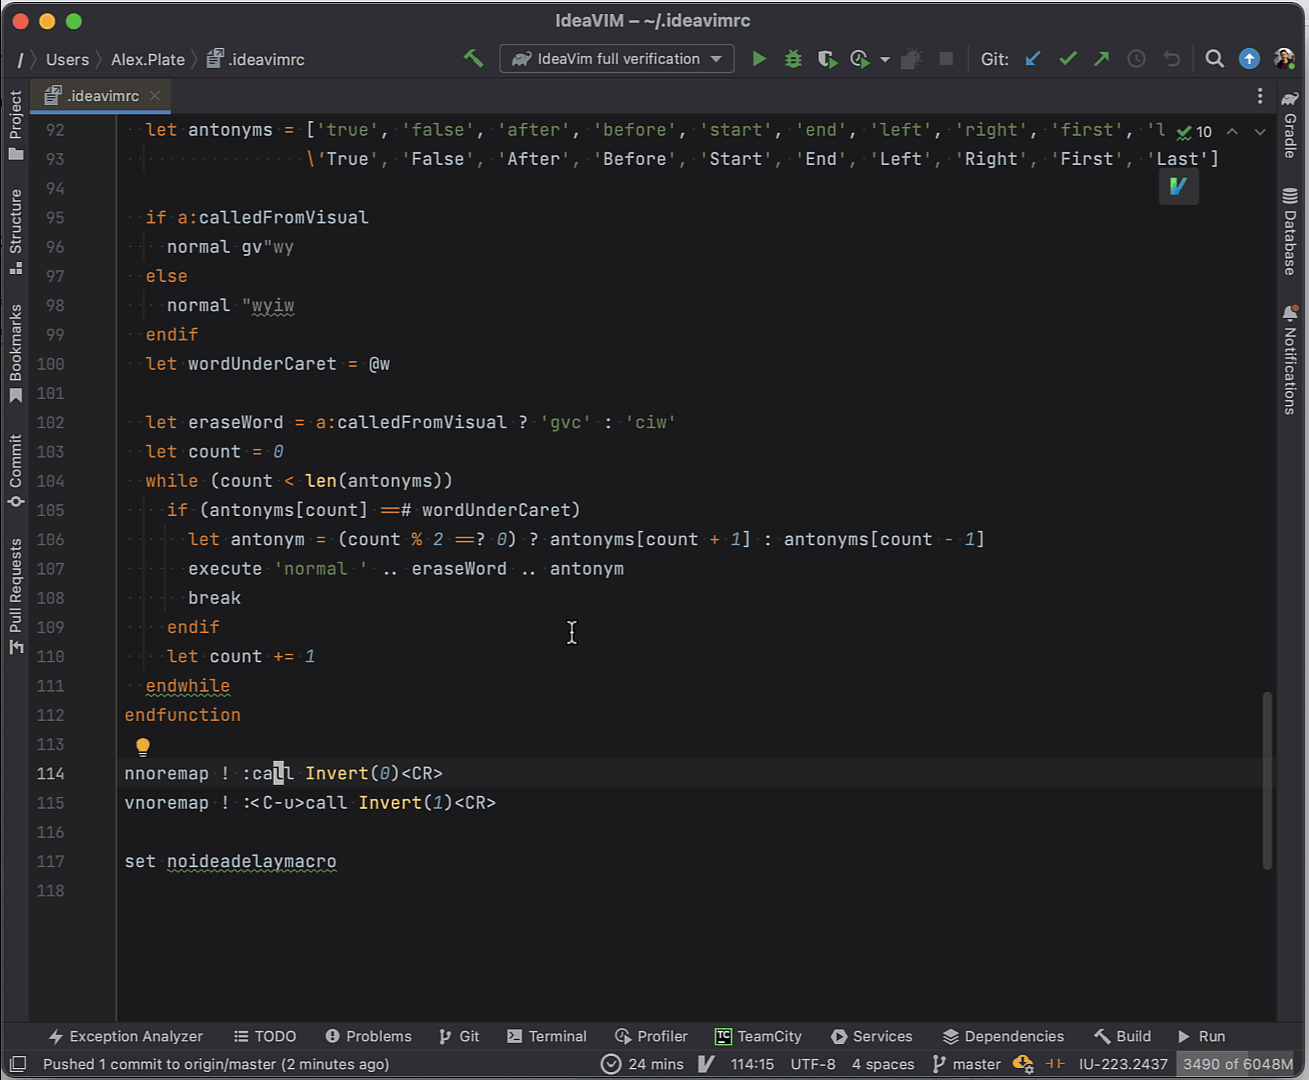 IdeaVIM – ~/.ideavimrc
/ Users Alex.Plate .ideavimrc IdeaVim full verification Git:
.ideavimrc
Project
Structure
Bookmarks
Commit
Pull Requests
92 let antonyms = ['true', 'false', 'after', 'before', 'start', 'end', 'left', 'right', 'first', 'l 10
93 \'True', 'False', 'After', 'Before', 'Start', 'End', 'Left', 'Right', 'First', 'Last']
94
95 if a:calledFromVisual
96 normal gv"wy
97 else
98 normal "wyiw
99 endif
100 let wordUnderCaret = @w
101
102 let eraseWord = a:calledFromVisual ? 'gvc' : 'ciw'
103 let count = 0
104 while (count < len(antonyms))
105 if (antonyms[count] ==# wordUnderCaret)
106 let antonym = (count % 2 ==? 0) ? antonyms[count + 1] : antonyms[count - 1]
107 execute 'normal ' .. eraseWord .. antonym
108 break
109 endif
110 let count += 1
111 endwhile
112 endfunction
113
114 nnoremap ! :call Invert(0)<CR>
115 vnoremap ! :<C-u>call Invert(1)<CR>
116
117 set noideadelaymacro
118
Gradle
Database
Notifications
Exception Analyzer TODO Problems Git Terminal Profiler TC TeamCity Services Dependencies Build Run
Pushed 1 commit to origin/master (2 minutes ago) 24 mins 114:15 UTF-8 4 spaces master IU-223.2437 3490 of 6048M